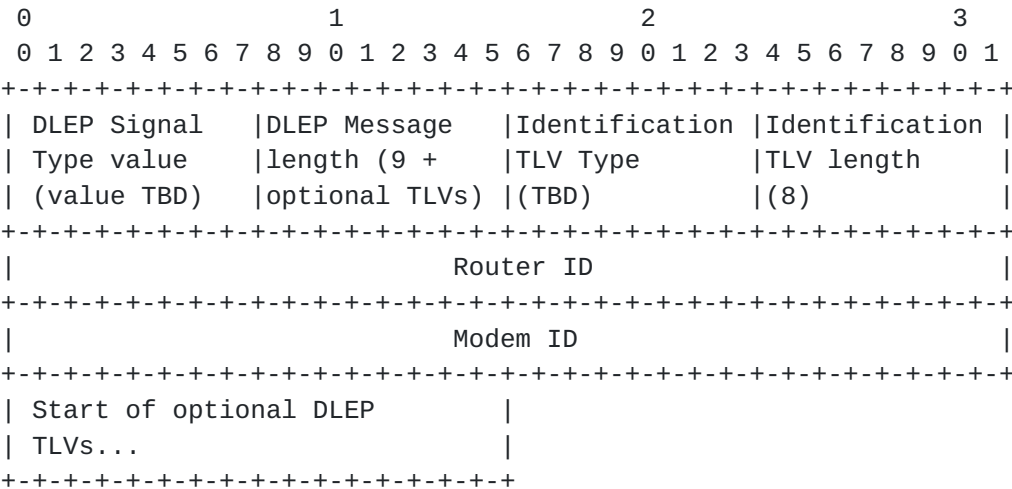 0                   1                   2                   3
 0 1 2 3 4 5 6 7 8 9 0 1 2 3 4 5 6 7 8 9 0 1 2 3 4 5 6 7 8 9 0 1
+-+-+-+-+-+-+-+-+-+-+-+-+-+-+-+-+-+-+-+-+-+-+-+-+-+-+-+-+-+-+-+-+
| DLEP Signal   |DLEP Message   |Identification |Identification |
| Type value    |length (9 +    |TLV Type       |TLV length     |
| (value TBD)   |optional TLVs) |(TBD)          |(8)            |
+-+-+-+-+-+-+-+-+-+-+-+-+-+-+-+-+-+-+-+-+-+-+-+-+-+-+-+-+-+-+-+-+
|                            Router ID                          |
+-+-+-+-+-+-+-+-+-+-+-+-+-+-+-+-+-+-+-+-+-+-+-+-+-+-+-+-+-+-+-+-+
|                            Modem ID                           |
+-+-+-+-+-+-+-+-+-+-+-+-+-+-+-+-+-+-+-+-+-+-+-+-+-+-+-+-+-+-+-+-+
| Start of optional DLEP        |
| TLVs...                       |
+-+-+-+-+-+-+-+-+-+-+-+-+-+-+-+-+